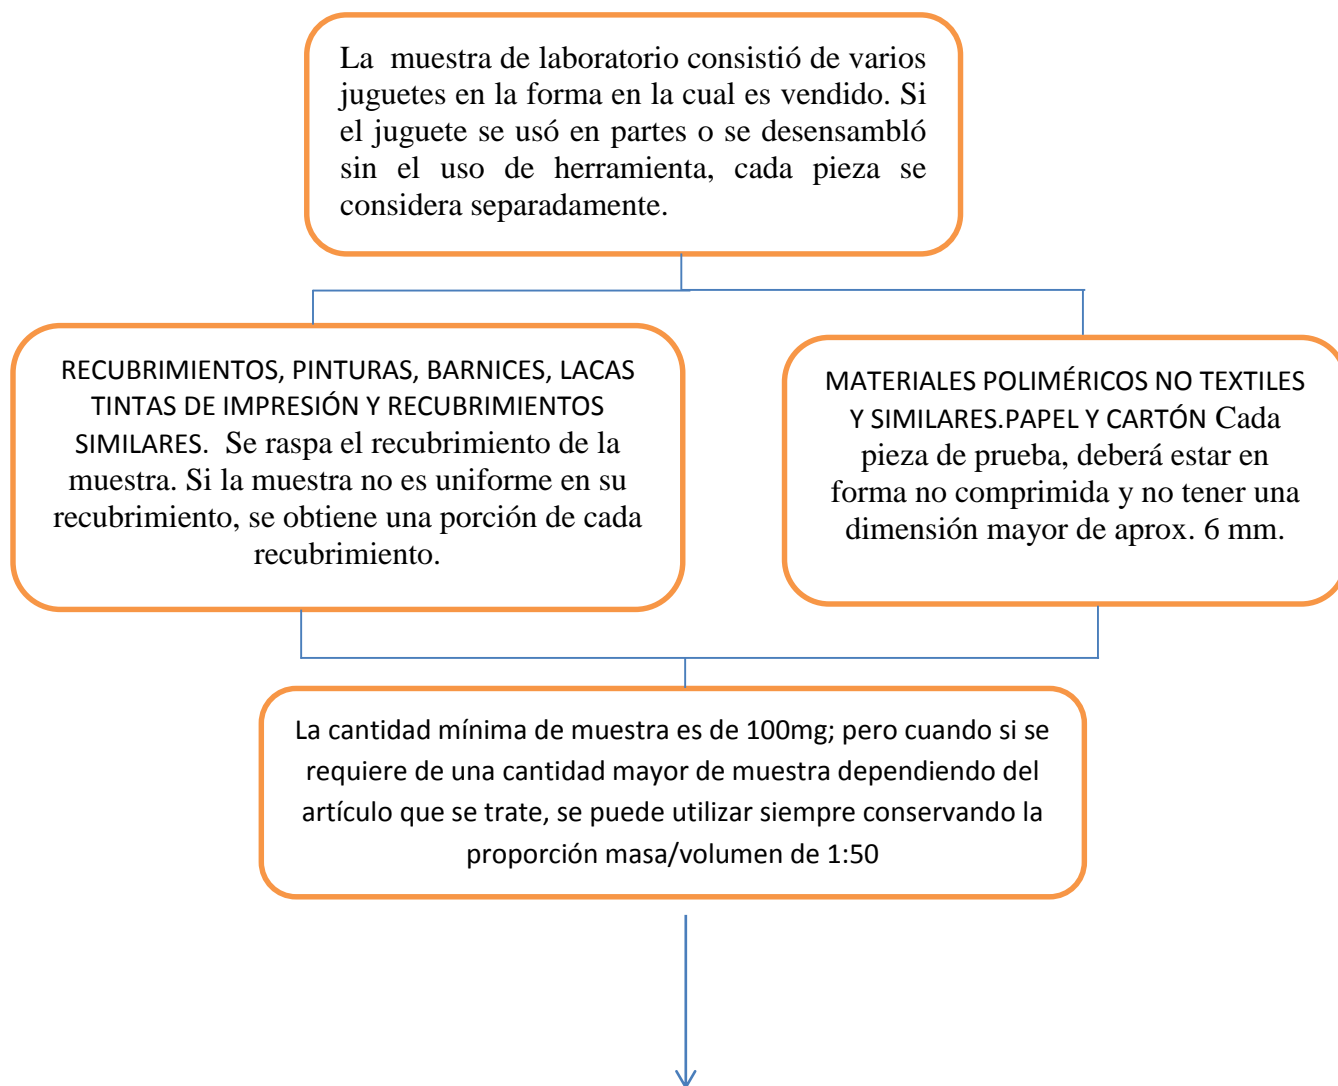 La muestra de laboratorio consistió de varios
juguetes en la forma en la cual es vendido. Si
el juguete se usó en partes o se desensambló
sin el uso de herramienta, cada pieza se
considera separadamente.
RECUBRIMIENTOS, PINTURAS, BARNICES, LACAS
TINTAS DE IMPRESIÓN Y RECUBRIMIENTOS
SIMILARES. Se raspa el recubrimiento de la
muestra. Si la muestra no es uniforme en su
recubrimiento, se obtiene una porción de cada
recubrimiento.
MATERIALES POLIMÉRICOS NO TEXTILES
Y SIMILARES.PAPEL Y CARTÓN Cada
pieza de prueba, deberá estar en
forma no comprimida y no tener una
dimensión mayor de aprox. 6 mm.
La cantidad mínima de muestra es de 100mg; pero cuando si se
requiere de una cantidad mayor de muestra dependiendo del
artículo que se trate, se puede utilizar siempre conservando la
proporción masa/volumen de 1:50